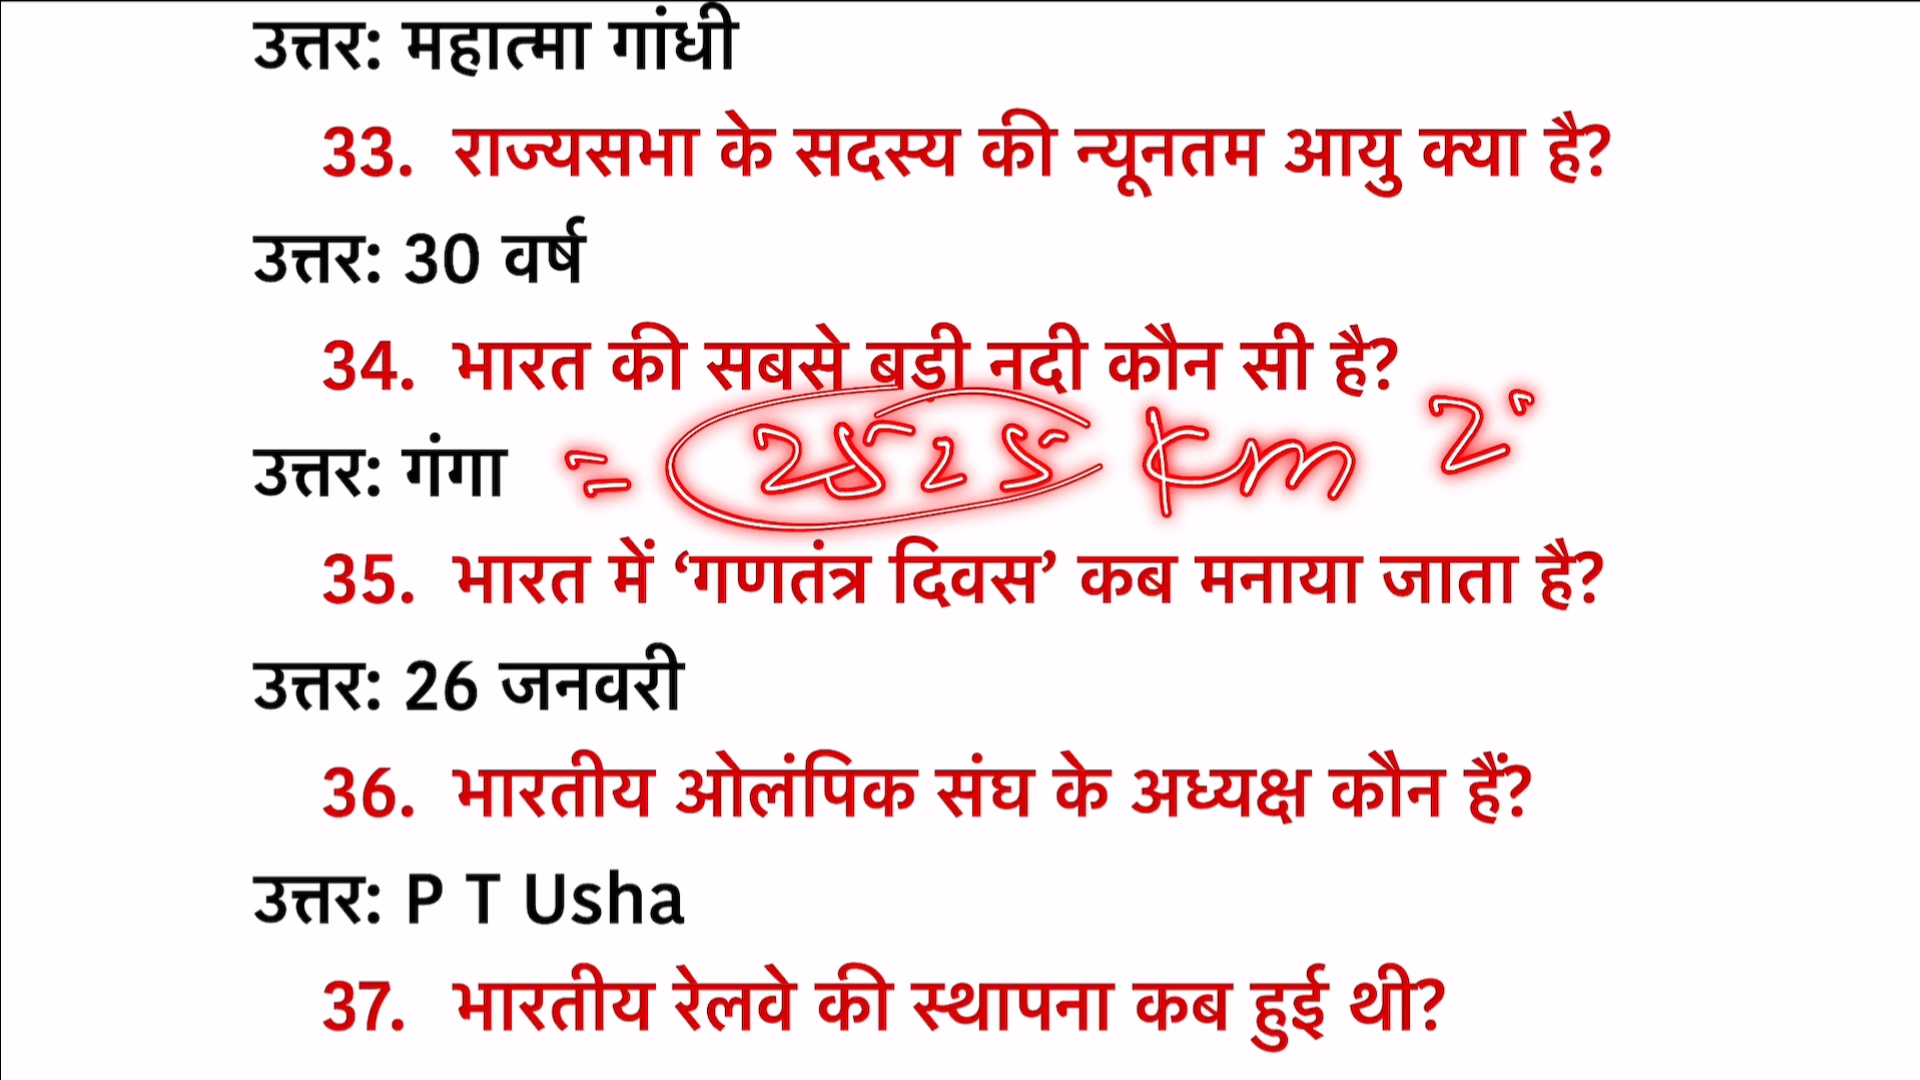 उत्तर: महात्मा गांधी
33. राज्यसभा के सदस्य की न्यूनतम आयु क्या है?
उत्तर: 30 वर्ष
34. भारत की सबसे बड़ी नदी कौन सी है?
उत्तर: गंगा = 2525 Km 2
35. भारत में ‘गणतंत्र दिवस’ कब मनाया जाता है?
उत्तर: 26 जनवरी
36. भारतीय ओलंपिक संघ के अध्यक्ष कौन हैं?
उत्तर: P T Usha
37. भारतीय रेलवे की स्थापना कब हुई थी?